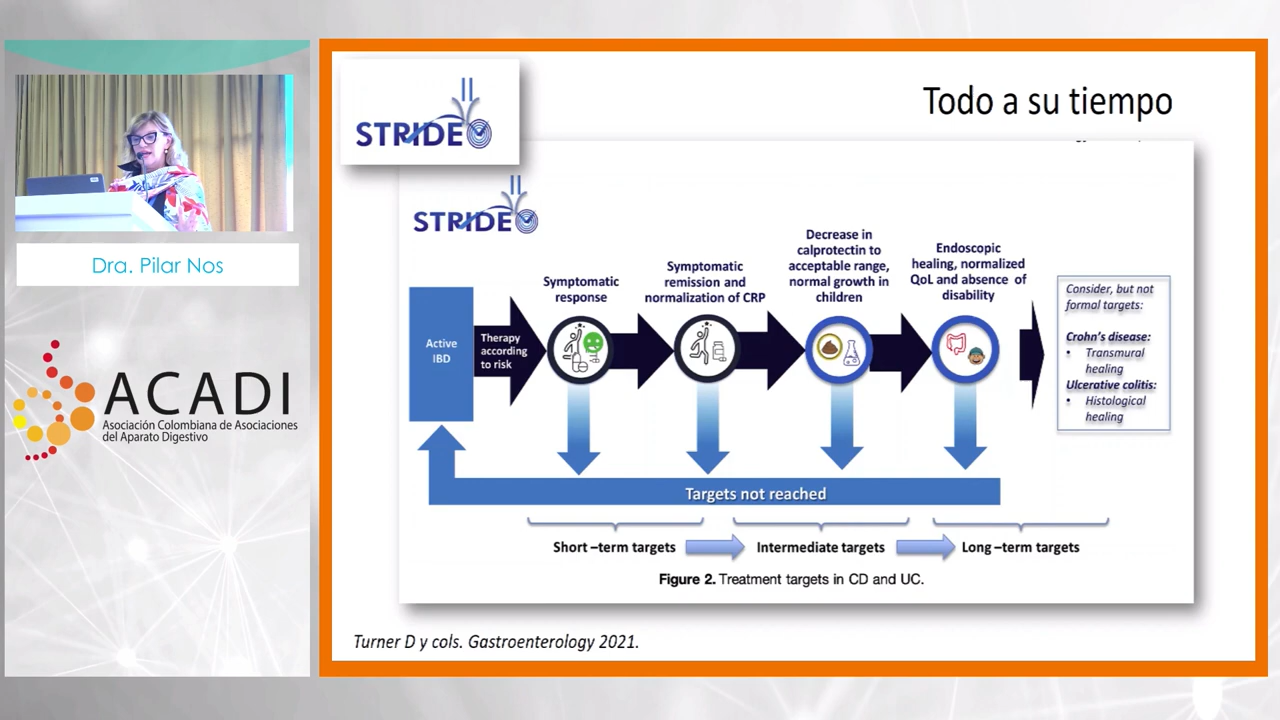 Dra. Pilar Nos
ACADI
Asociación Colombiana de Asociaciones
del Aparato Digestivo
STRIDE
II
Todo a su tiempo
STRIDE
II
Active
IBD
Therapy
according
to risk
Symptomatic
response
Symptomatic
remission and
normalization of CRP
Decrease in
calprotectin to
acceptable range,
normal growth in
children
Endoscopic
healing, normalized
QoL and absence of
disability
Consider, but not
formal targets:
Crohn's disease:
• Transmural
healing
Ulcerative colitis:
• Histological
healing
Targets not reached
Short –term targets
Intermediate targets
Long –term targets
Figure 2. Treatment targets in CD and UC.
Turner D y cols. Gastroenterology 2021.